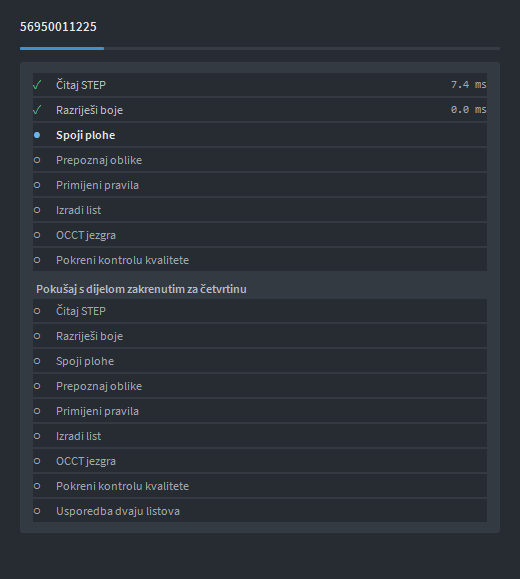 56950011225
Čitaj STEP 7.4 ms
Razriješi boje 0.0 ms
Spoji plohe
Prepoznaj oblike
Primijeni pravila
Izradi list
OCCT jezgra
Pokreni kontrolu kvalitete
Pokušaj s dijelom zakrenutim za četvrtinu
Čitaj STEP
Razriješi boje
Spoji plohe
Prepoznaj oblike
Primijeni pravila
Izradi list
OCCT jezgra
Pokreni kontrolu kvalitete
Usporedba dvaju listova